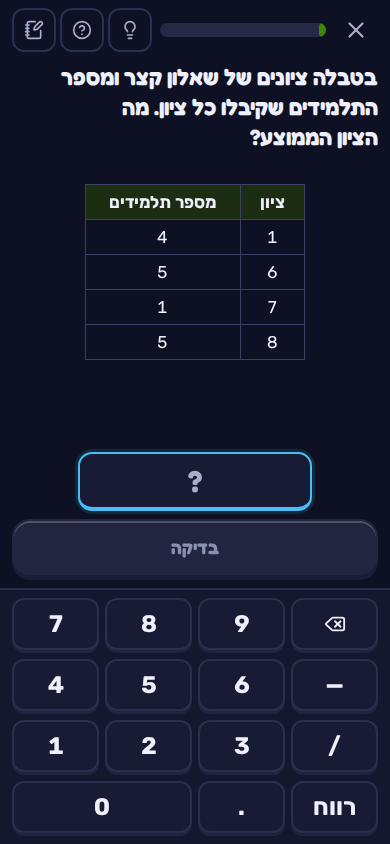 בטבלה ציונים של שאלון קצר ומספר
התלמידים שקיבלו כל ציון. מה
הציון הממוצע?
ציון מספר תלמידים
1 4
6 5
7 1
8 5
?
בדיקה
7 8 9
4 5 6 –
1 2 3 /
0 . רווח